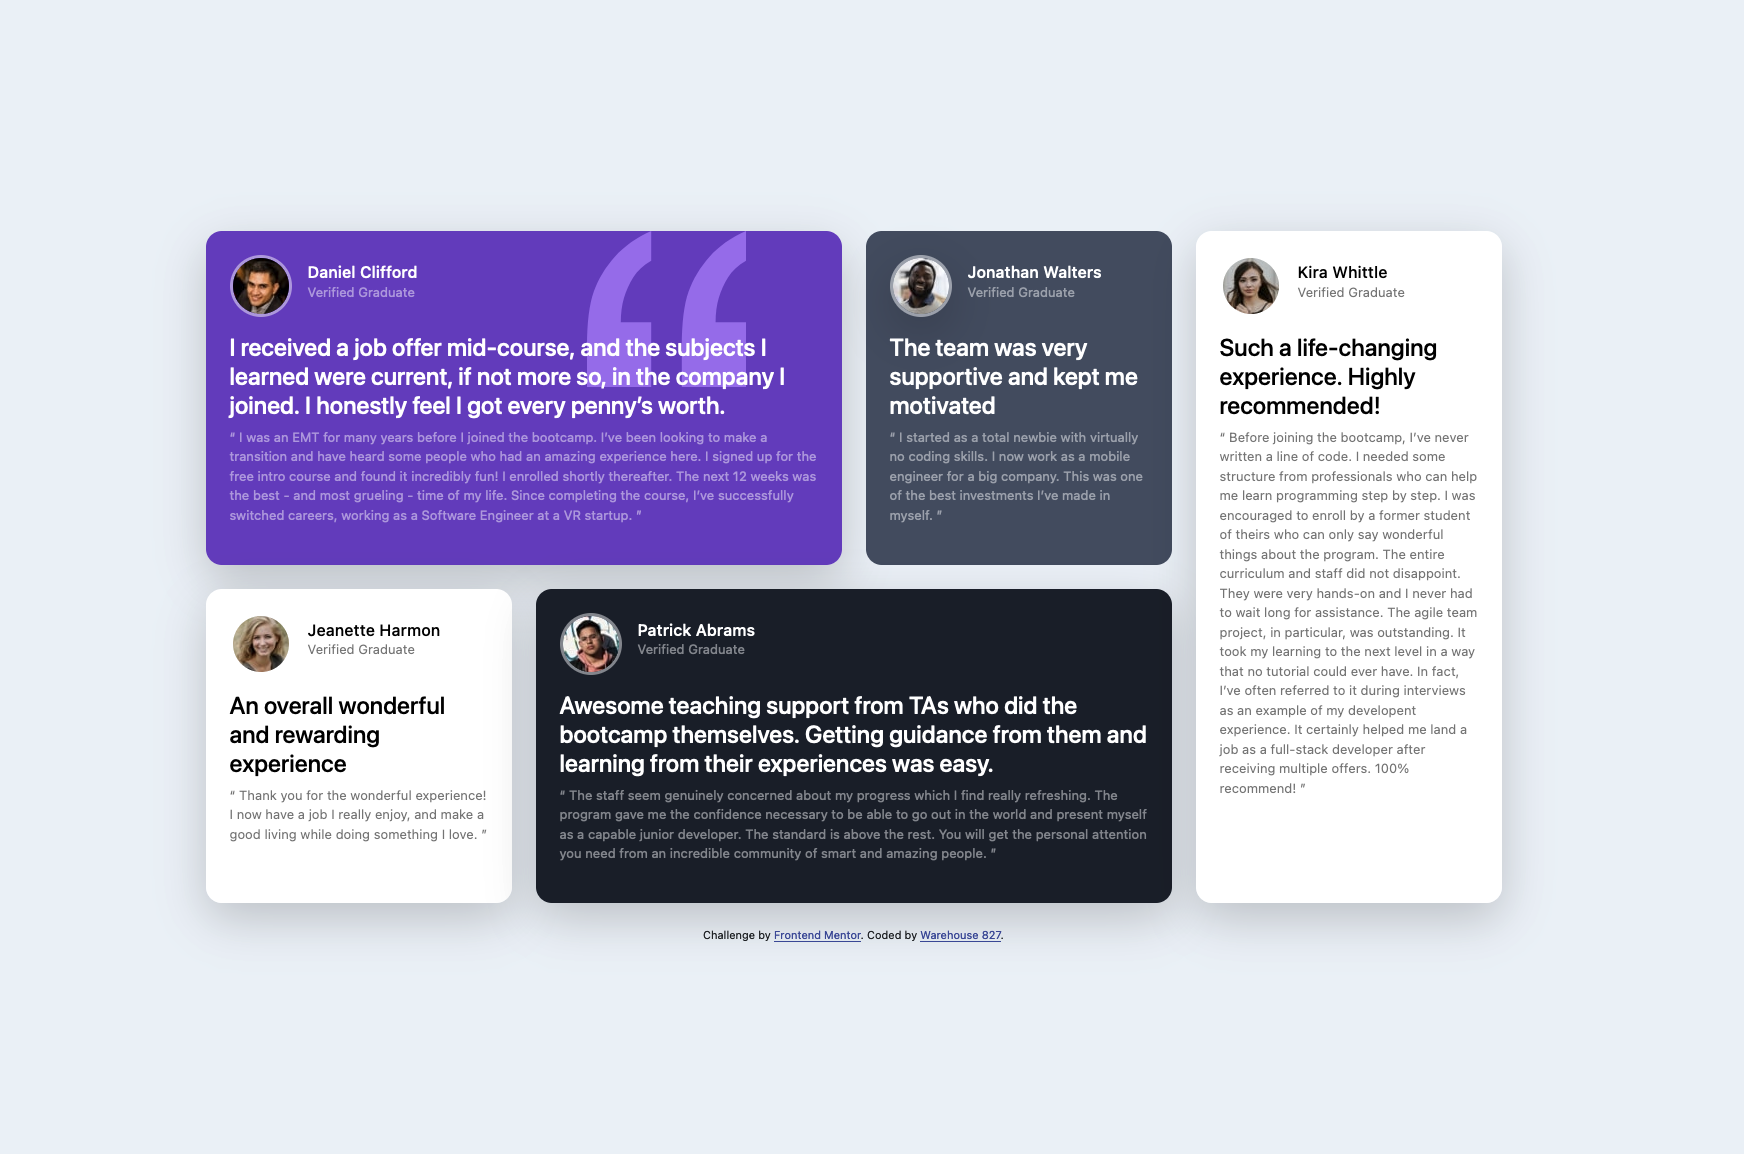 Daniel Clifford
Verified Graduate
I received a job offer mid-course, and the subjects I
learned were current, if not more so, in the company I
joined. I honestly feel I got every penny’s worth.
“ I was an EMT for many years before I joined the bootcamp. I’ve been looking to make a
transition and have heard some people who had an amazing experience here. I signed up for the
free intro course and found it incredibly fun! I enrolled shortly thereafter. The next 12 weeks was
the best - and most grueling - time of my life. Since completing the course, I’ve successfully
switched careers, working as a Software Engineer at a VR startup. ”
Jonathan Walters
Verified Graduate
The team was very
supportive and kept me
motivated
“ I started as a total newbie with virtually
no coding skills. I now work as a mobile
engineer for a big company. This was one
of the best investments I’ve made in
myself. ”
Kira Whittle
Verified Graduate
Such a life-changing
experience. Highly
recommended!
“ Before joining the bootcamp, I’ve never
written a line of code. I needed some
structure from professionals who can help
me learn programming step by step. I was
encouraged to enroll by a former student
of theirs who can only say wonderful
things about the program. The entire
curriculum and staff did not disappoint.
They were very hands-on and I never had
to wait long for assistance. The agile team
project, in particular, was outstanding. It
took my learning to the next level in a way
that no tutorial could ever have. In fact,
I’ve often referred to it during interviews
as an example of my developent
experience. It certainly helped me land a
job as a full-stack developer after
receiving multiple offers. 100%
recommend! ”
Jeanette Harmon
Verified Graduate
An overall wonderful
and rewarding
experience
“ Thank you for the wonderful experience!
I now have a job I really enjoy, and make a
good living while doing something I love. ”
Patrick Abrams
Verified Graduate
Awesome teaching support from TAs who did the
bootcamp themselves. Getting guidance from them and
learning from their experiences was easy.
“ The staff seem genuinely concerned about my progress which I find really refreshing. The
program gave me the confidence necessary to be able to go out in the world and present myself
as a capable junior developer. The standard is above the rest. You will get the personal attention
you need from an incredible community of smart and amazing people. ”
Challenge by Frontend Mentor. Coded by Warehouse 827.